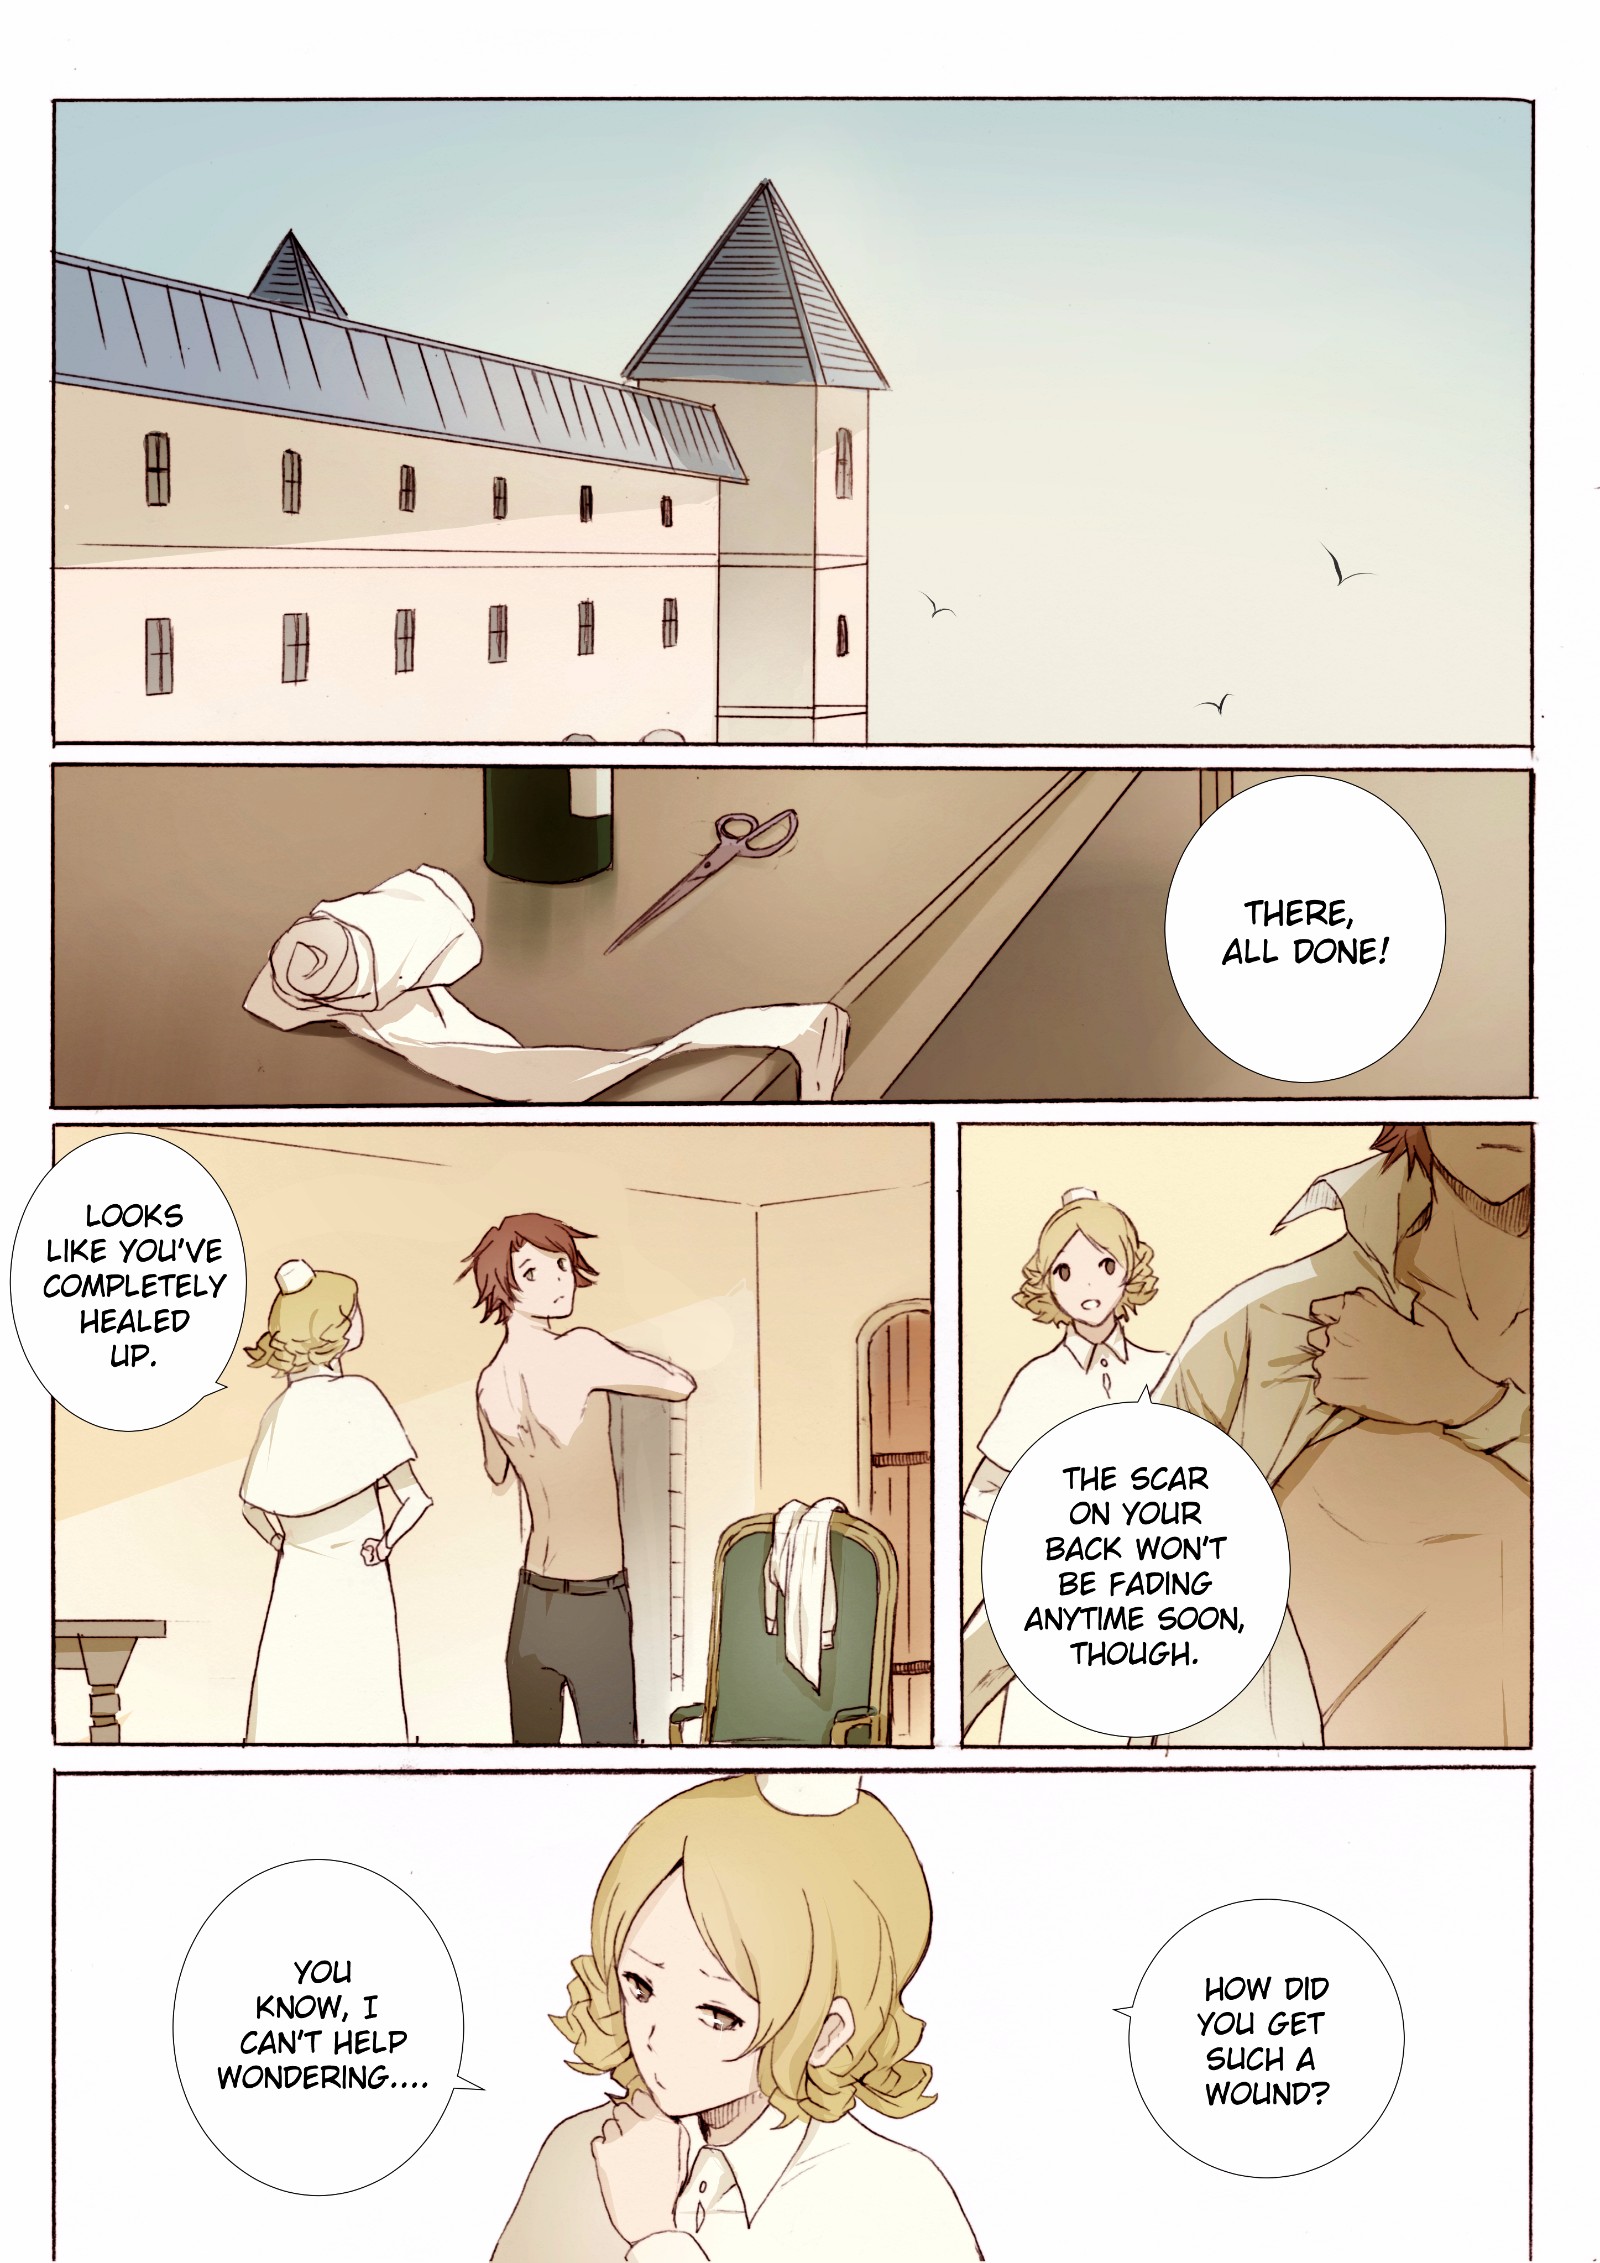 THERE,
ALL DONE!
LOOKS
LIKE YOU'VE
COMPLETELY
HEALED
UP.
THE SCAR
ON YOUR
BACK WON'T
BE FADING
ANYTIME SOON,
THOUGH.
YOU
KNOW, I
CAN'T HELP
WONDERING....
HOW DID
YOU GET
SUCH A
WOUND?